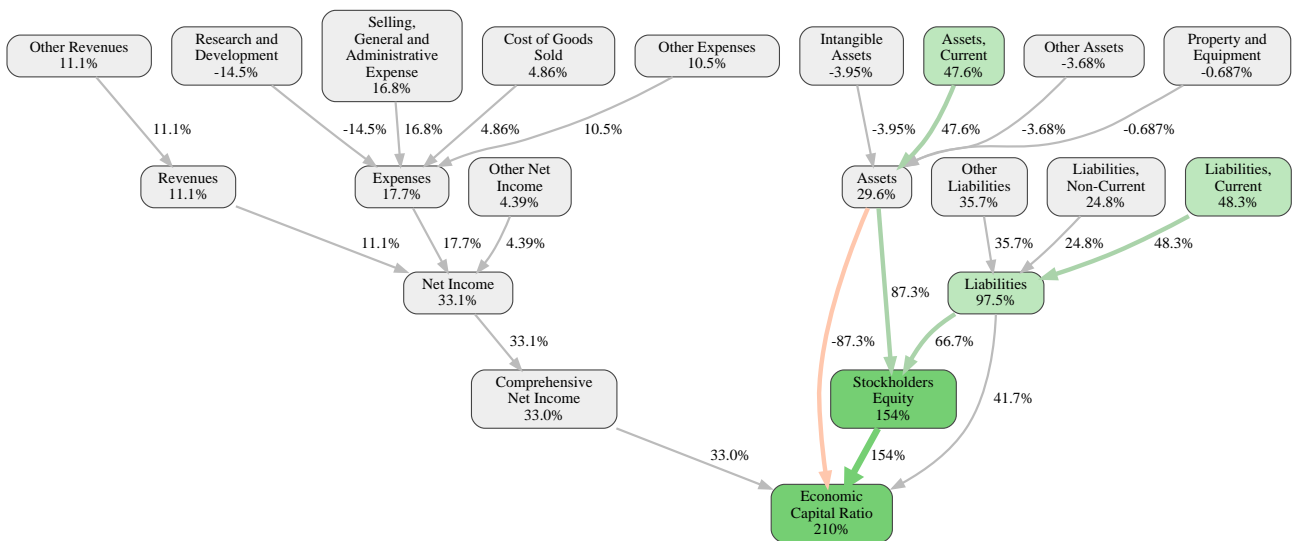 Other Revenues
11.1%
Research and
Development
-14.5%
Selling,
General and
Administrative
Expense
16.8%
Cost of Goods
Sold
4.86%
Other Expenses
10.5%
Intangible
Assets
-3.95%
Assets,
Current
47.6%
Other Assets
-3.68%
Property and
Equipment
-0.687%
11.1%
-14.5%
16.8%
4.86%
10.5%
-3.95%
47.6%
-3.68%
-0.687%
Revenues
11.1%
Expenses
17.7%
Other Net
Income
4.39%
Assets
29.6%
Other
Liabilities
35.7%
Liabilities,
Non-Current
24.8%
Liabilities,
Current
48.3%
11.1%
17.7%
4.39%
35.7%
24.8%
48.3%
Net Income
33.1%
87.3%
Liabilities
97.5%
33.1%
-87.3%
66.7%
Comprehensive
Net Income
33.0%
Stockholders
Equity
154%
41.7%
33.0%
154%
Economic
Capital Ratio
210%